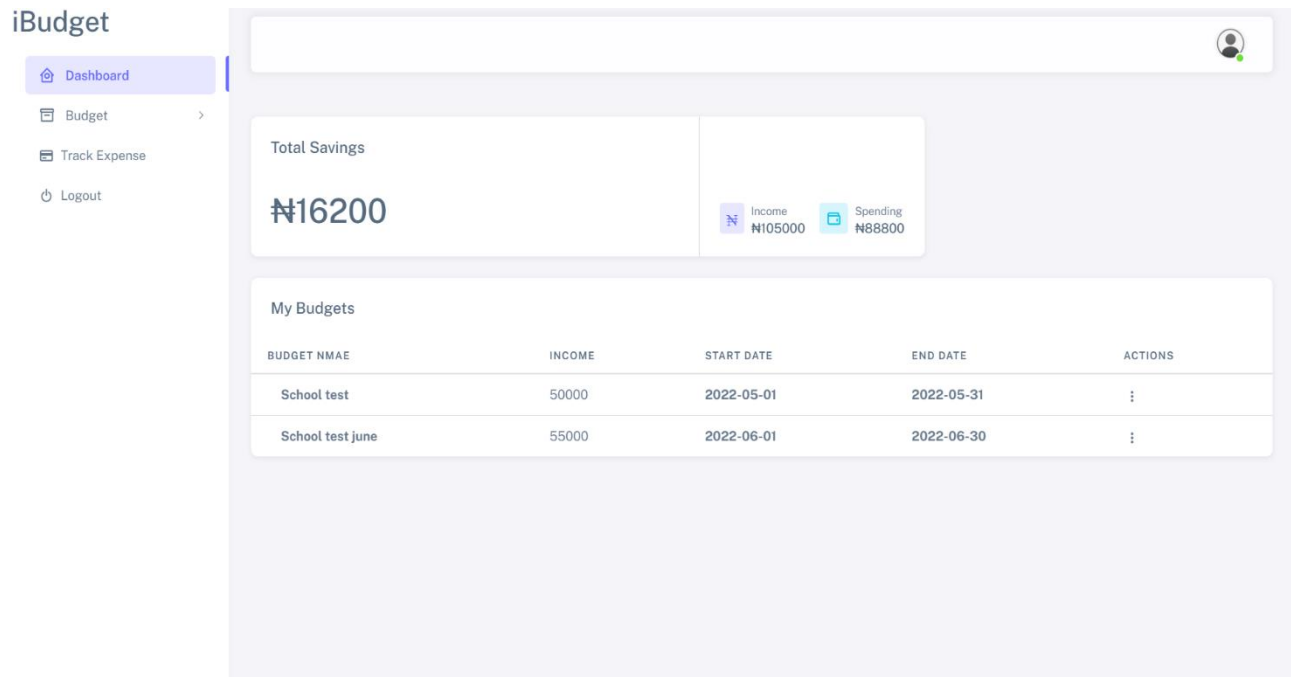 iBudget
Dashboard
Budget
Track Expense
Logout
Total Savings
₦16200
Income
₦105000
Spending
₦88800
My Budgets
BUDGET NMAE INCOME START DATE END DATE ACTIONS
School test 50000 2022-05-01 2022-05-31
School test june 55000 2022-06-01 2022-06-30